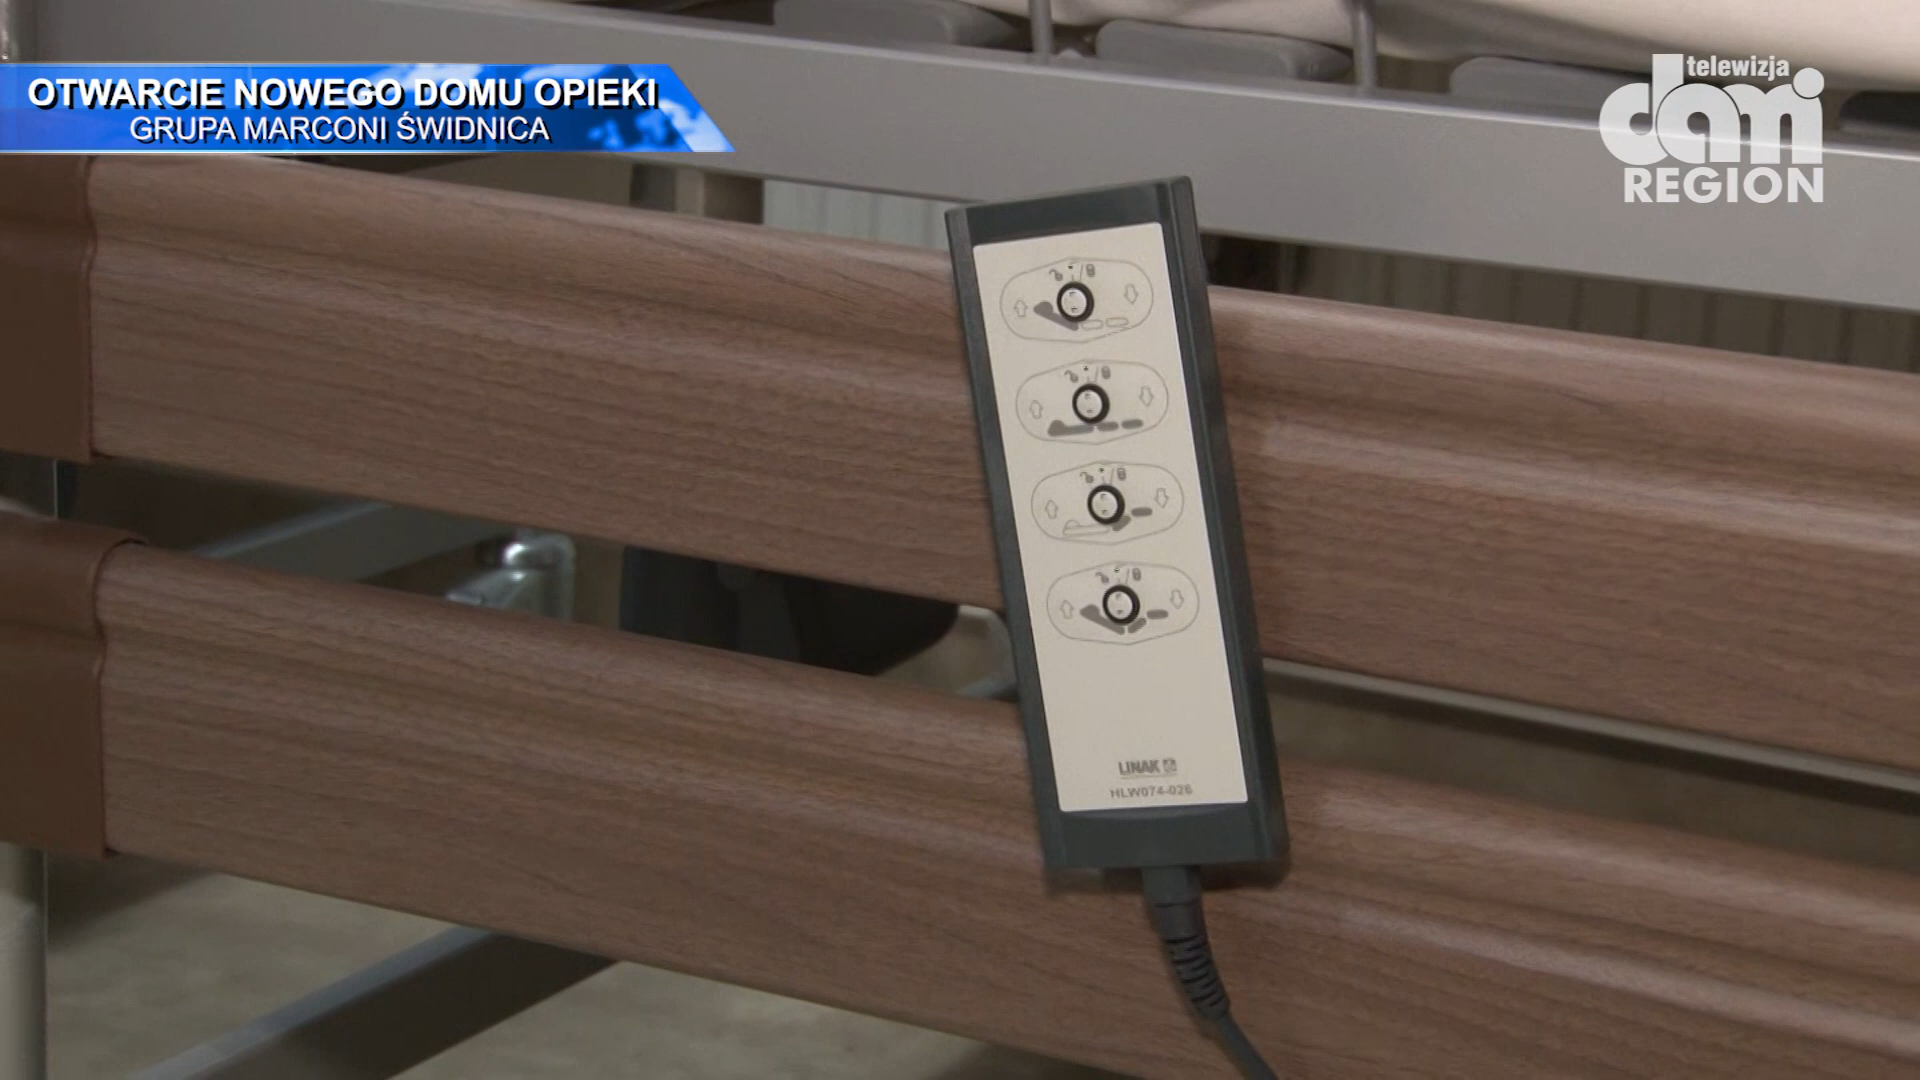 OTWARCIE NOWEGO DOMU OPIEKI
GRUPA MARCONI ŚWIDNICA
telewizja
dami
REGION
LINAK
HLW074-026